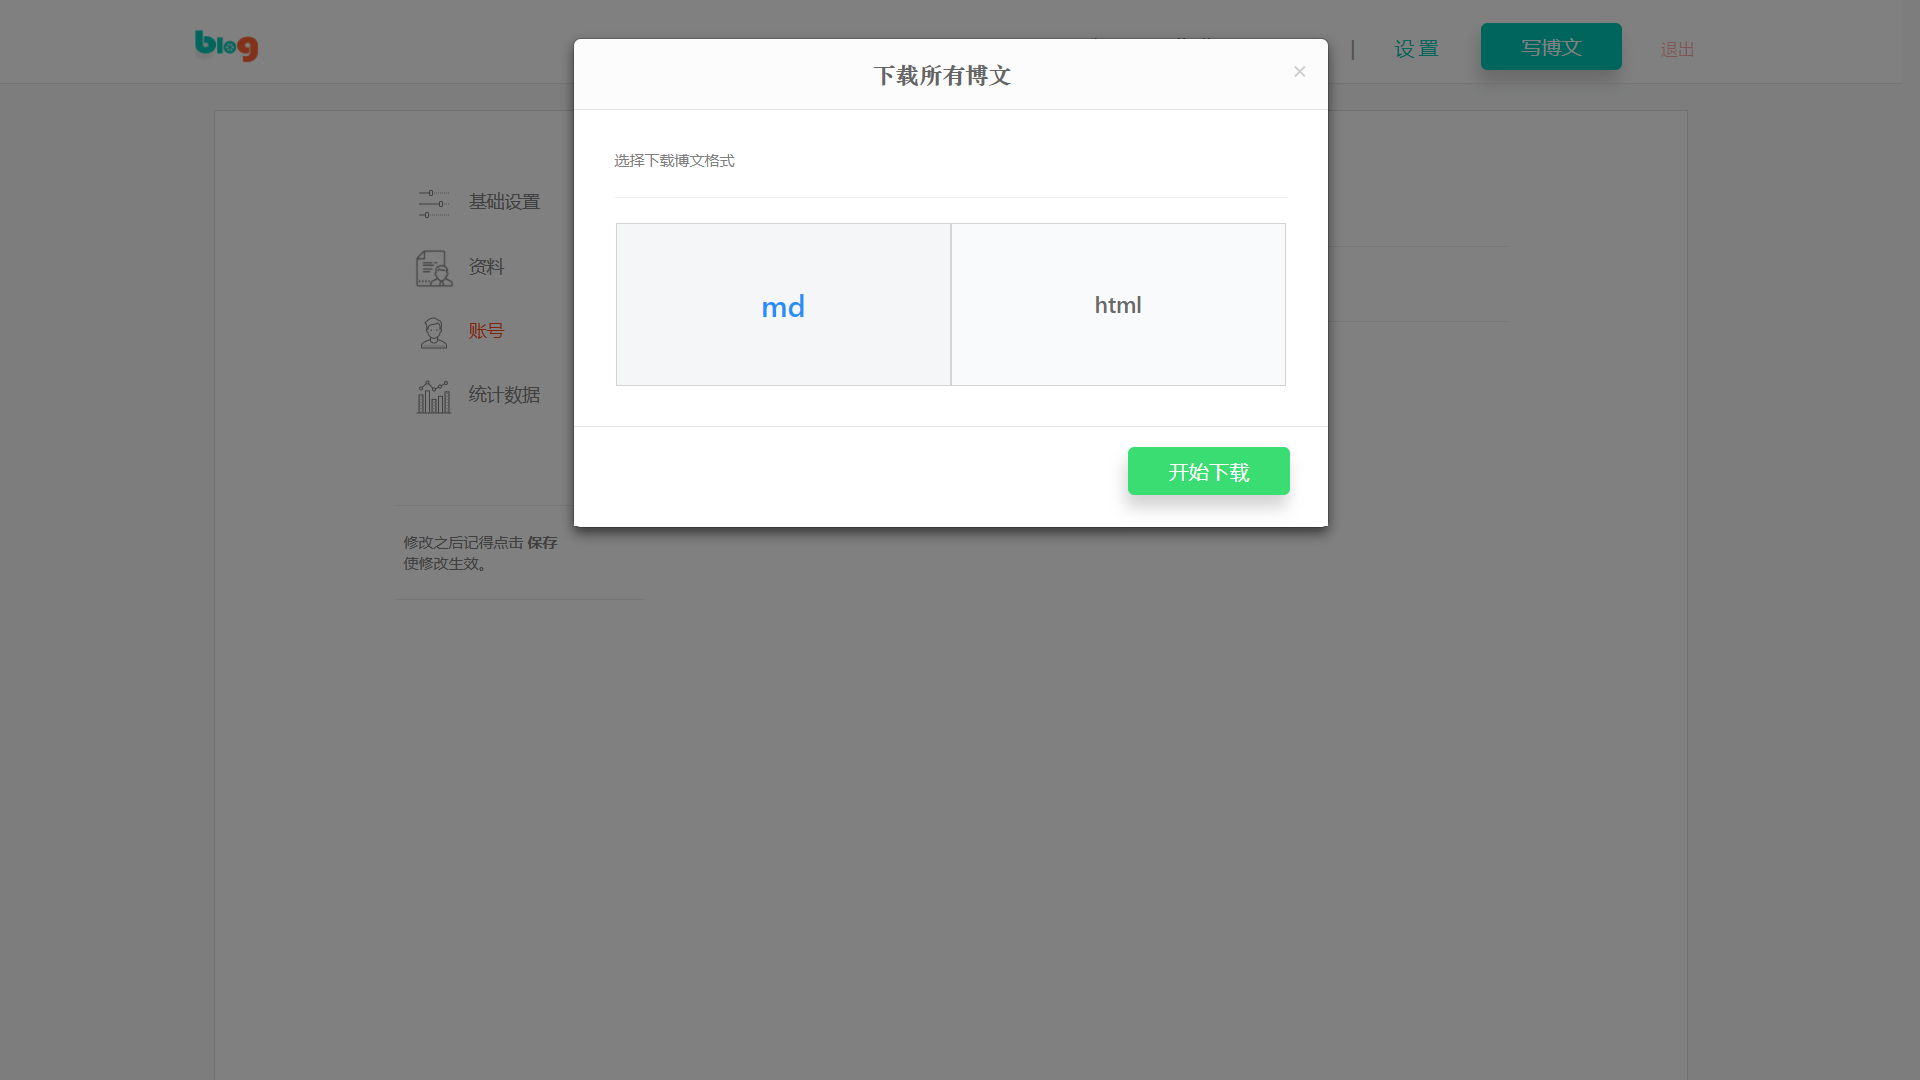 blog
| 设置 写博文 退出
下载所有博文 ×
选择下载博文格式
md html
开始下载
基础设置
资料
账号
统计数据
修改之后记得点击 保存
使修改生效。